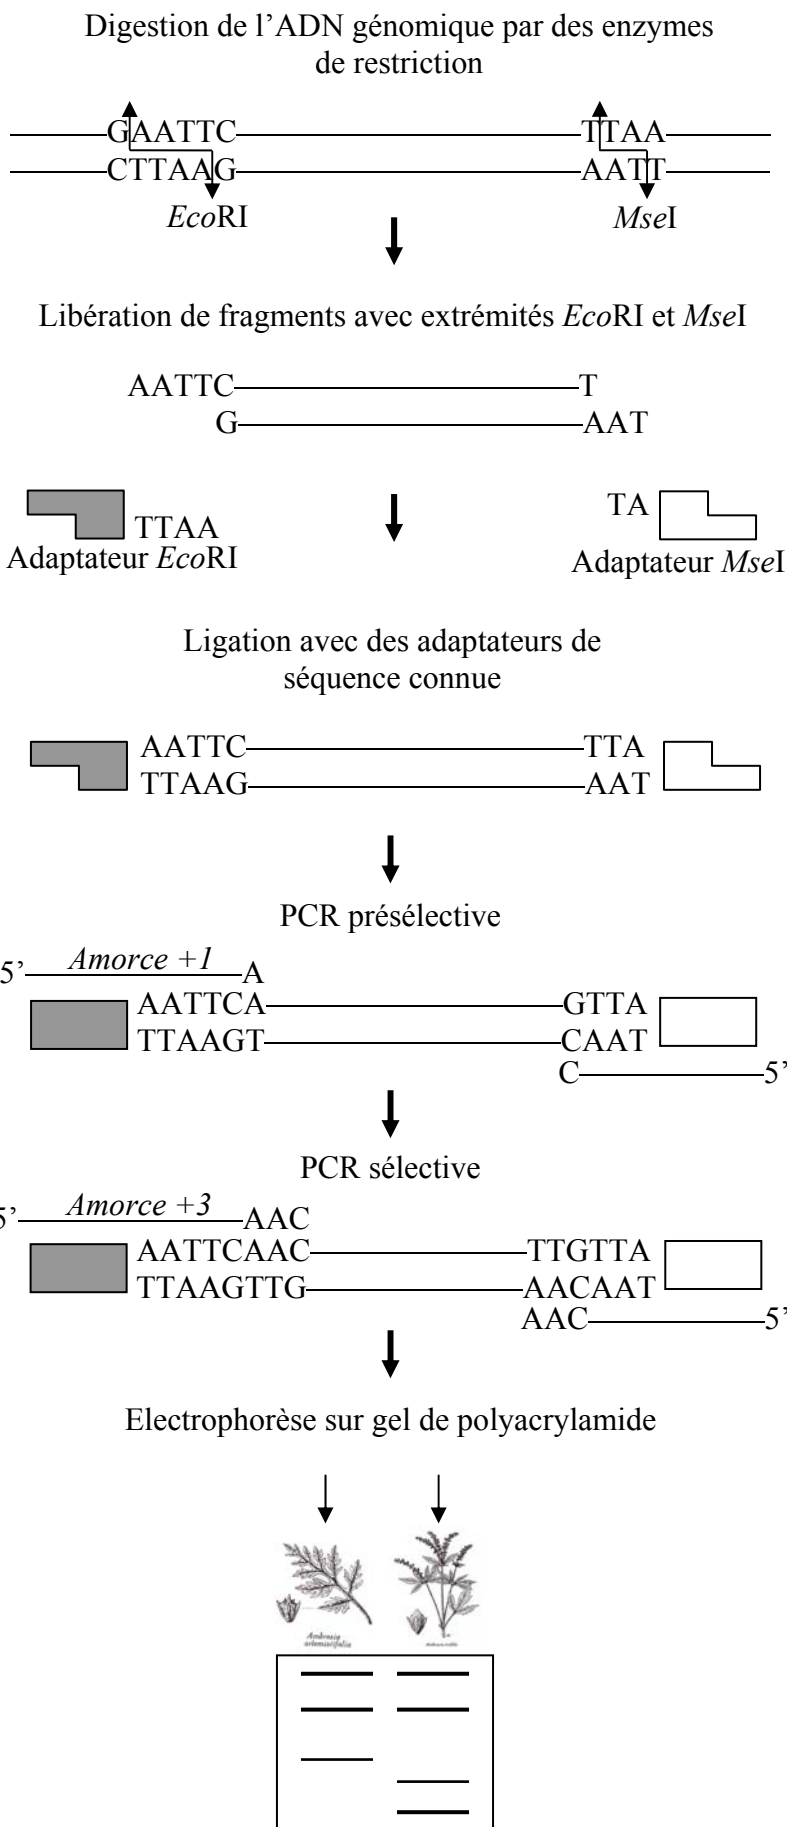 Digestion de l'ADN génomique par des enzymes
de restriction
GAATTC TTAA
CTTAAG AATT
EcoRI MseI
Libération de fragments avec extrémités EcoRI et MseI
AATTC T
G AAT
TTAA TA
Adaptateur EcoRI Adaptateur MseI
Ligation avec des adaptateurs de
séquence connue
AATTC TTA
TTAAG AAT
PCR présélective
5' Amorce +1 A
AATTCA GTTA
TTAAGT CAAT
C 5'
PCR sélective
5' Amorce +3 AAC
AATTCAAC TTGTTA
TTAAGTTG AACAAT
AAC 5'
Electrophorèse sur gel de polyacrylamide
Ambrosia
artemisiifolia